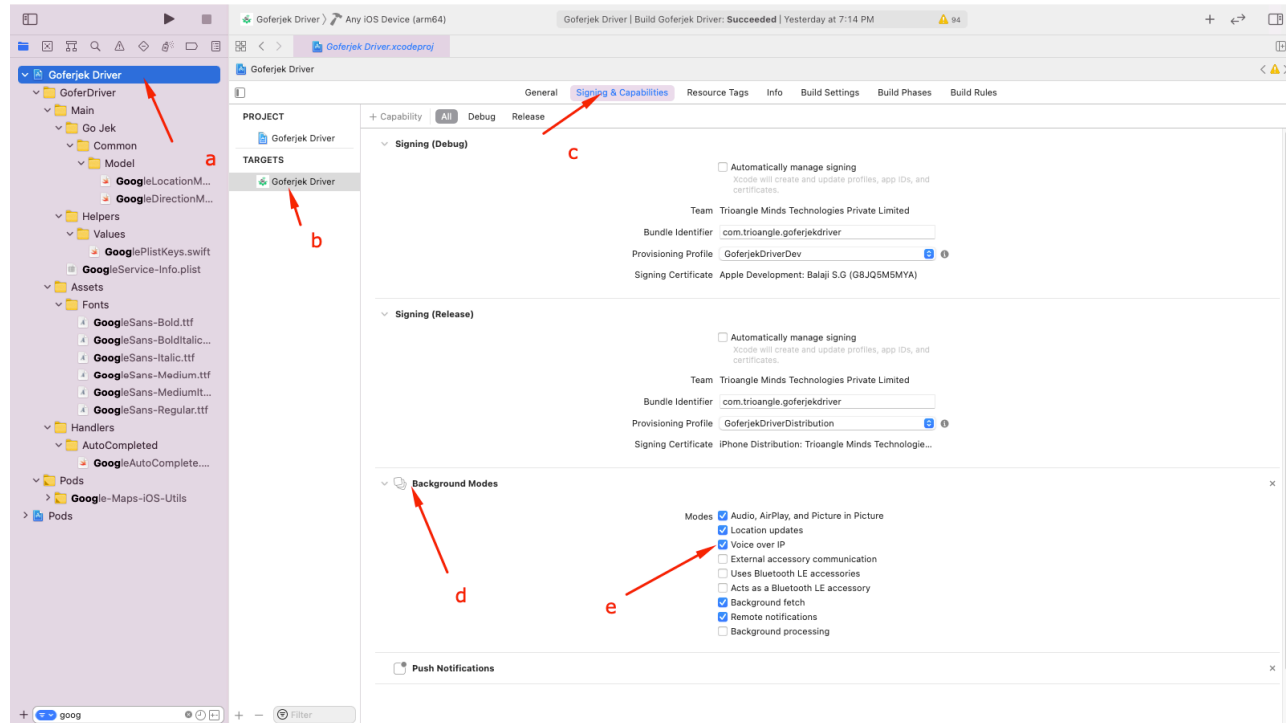 Goferjek Driver
Any iOS Device (arm64)
Goferjek Driver | Build Goferjek Driver: Succeeded | Yesterday at 7:14 PM
94
Goferjek Driver.xcodeproj
Goferjek Driver
GoferDriver
Main
Go Jek
Common
Model
GoogleLocationM...
GoogleDirectionM...
Helpers
Values
GooglePlistKeys.swift
GoogleService-Info.plist
Assets
Fonts
GoogleSans-Bold.ttf
GoogleSans-BoldItalic...
GoogleSans-Italic.ttf
GoogleSans-Medium.ttf
GoogleSans-MediumIt...
GoogleSans-Regular.ttf
Handlers
AutoCompleted
GoogleAutoComplete....
Pods
Google-Maps-iOS-Utils
Pods
goog
a
Goferjek Driver
General Signing & Capabilities Resource Tags Info Build Settings Build Phases Build Rules
PROJECT
Goferjek Driver
TARGETS
Goferjek Driver
b
Filter
+ Capability All Debug Release
c
Signing (Debug)
Automatically manage signing
Xcode will create and update profiles, app IDs, and
certificates.
Team Trioangle Minds Technologies Private Limited
Bundle Identifier com.trioangle.goferjekdriver
Provisioning Profile GoferjekDriverDev
Signing Certificate Apple Development: Balaji S.G (G8JQ5M5MYA)
Signing (Release)
Automatically manage signing
Xcode will create and update profiles, app IDs, and
certificates.
Team Trioangle Minds Technologies Private Limited
Bundle Identifier com.trioangle.goferjekdriver
Provisioning Profile GoferjekDriverDistribution
Signing Certificate iPhone Distribution: Trioangle Minds Technologie...
Background Modes
d
Modes Audio, AirPlay, and Picture in Picture
Location updates
Voice over IP
External accessory communication
Uses Bluetooth LE accessories
Acts as a Bluetooth LE accessory
Background fetch
Remote notifications
Background processing
e
Push Notifications